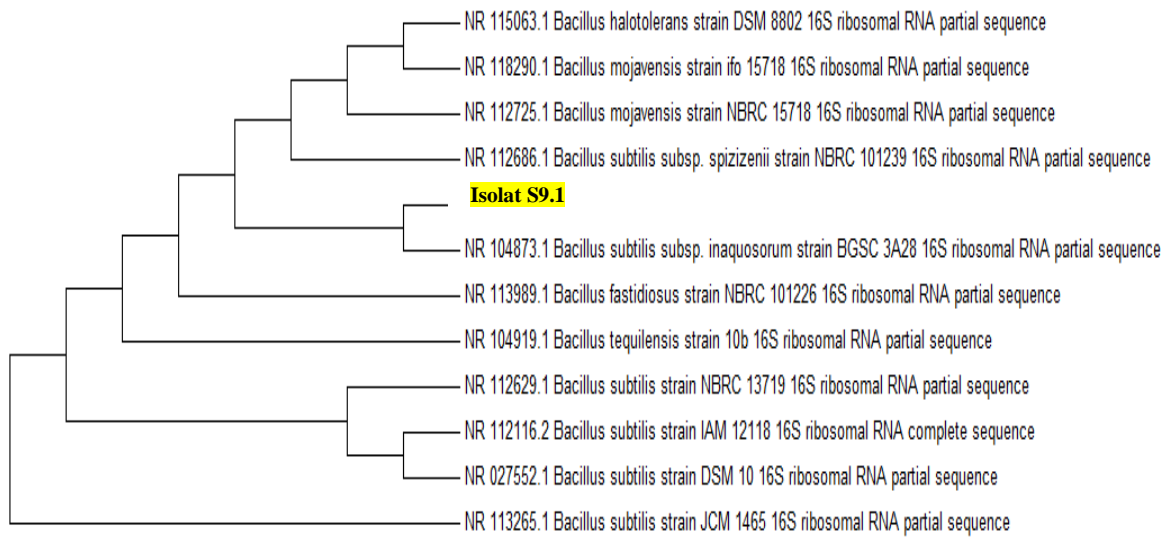 NR 115063.1 Bacillus halotolerans strain DSM 8802 16S ribosomal RNA partial sequence
NR 118290.1 Bacillus mojavensis strain ifo 15718 16S ribosomal RNA partial sequence
NR 112725.1 Bacillus mojavensis strain NBRC 15718 16S ribosomal RNA partial sequence
NR 112686.1 Bacillus subtilis subsp. spizizenii strain NBRC 101239 16S ribosomal RNA partial sequence
Isolat S9.1
NR 104873.1 Bacillus subtilis subsp. inaquosorum strain BGSC 3A28 16S ribosomal RNA partial sequence
NR 113989.1 Bacillus fastidiosus strain NBRC 101226 16S ribosomal RNA partial sequence
NR 104919.1 Bacillus tequilensis strain 10b 16S ribosomal RNA partial sequence
NR 112629.1 Bacillus subtilis strain NBRC 13719 16S ribosomal RNA partial sequence
NR 112116.2 Bacillus subtilis strain IAM 12118 16S ribosomal RNA complete sequence
NR 027552.1 Bacillus subtilis strain DSM 10 16S ribosomal RNA partial sequence
NR 113265.1 Bacillus subtilis strain JCM 1465 16S ribosomal RNA partial sequence